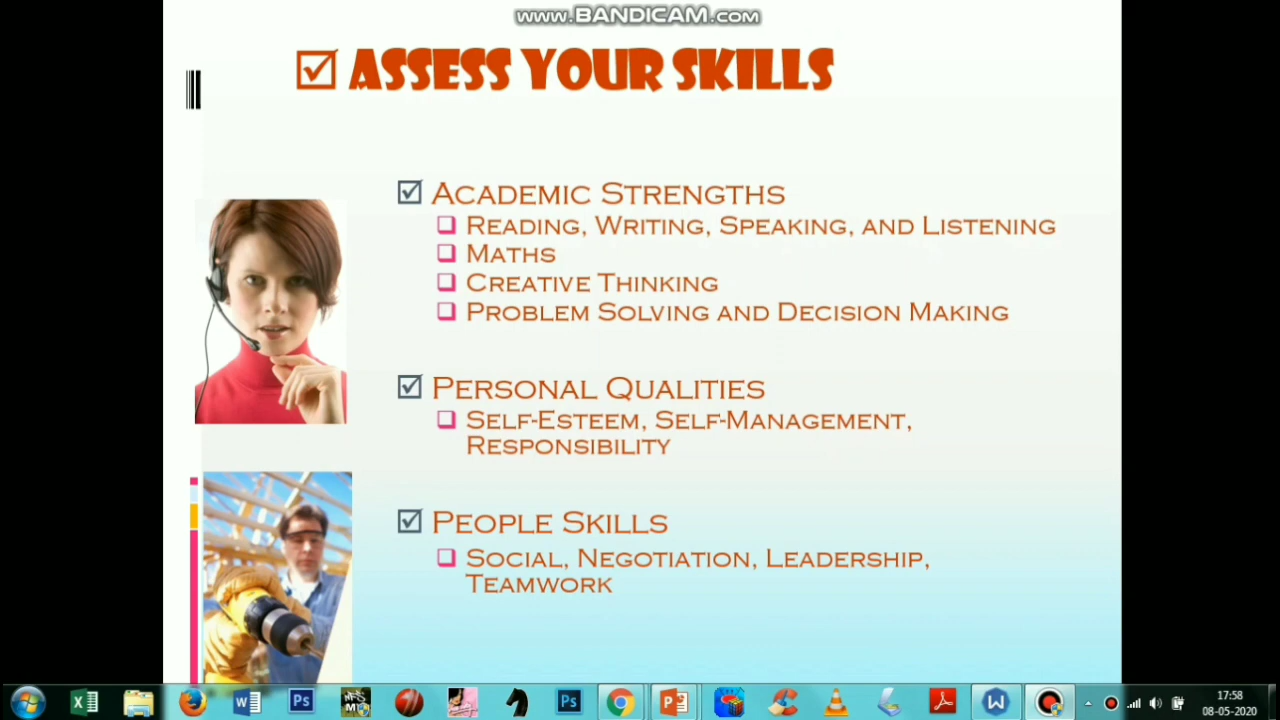 www.BANDICAM.com
ASSESS YOUR SKILLS
ACADEMIC STRENGTHS
READING, WRITING, SPEAKING, AND LISTENING
MATHS
CREATIVE THINKING
PROBLEM SOLVING AND DECISION MAKING
PERSONAL QUALITIES
SELF-ESTEEM, SELF-MANAGEMENT,
RESPONSIBILITY
PEOPLE SKILLS
SOCIAL, NEGOTIATION, LEADERSHIP,
TEAMWORK
17:58
08-05-2020